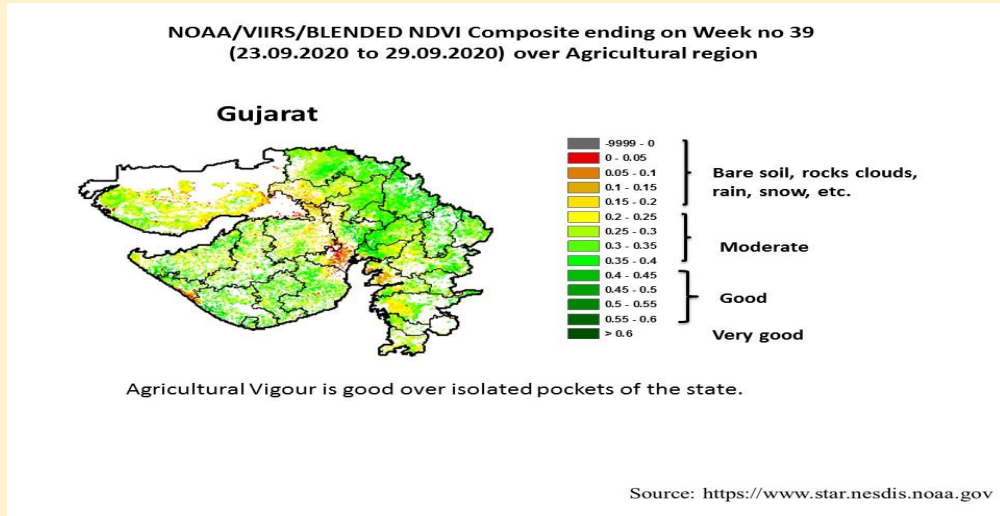 NOAA/VIIRS/BLENDED NDVI Composite ending on Week no 39
(23.09.2020 to 29.09.2020) over Agricultural region
Gujarat
-9999 - 0
0 - 0.05
0.05 - 0.1
0.1 - 0.15
0.15 - 0.2
0.2 - 0.25
0.25 - 0.3
0.3 - 0.35
0.35 - 0.4
0.4 - 0.45
0.45 - 0.5
0.5 - 0.55
0.55 - 0.6
> 0.6
Bare soil, rocks clouds,
rain, snow, etc.
Moderate
Good
Very good
Agricultural Vigour is good over isolated pockets of the state.
Source: https://www.star.nesdis.noaa.gov